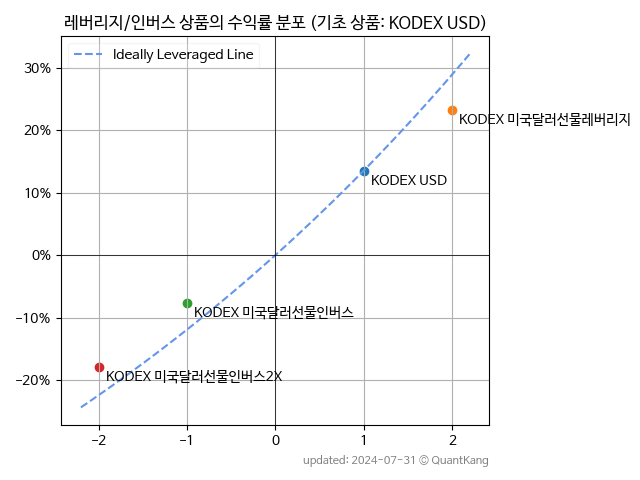 레버리지/인버스 상품의 수익률 분포 (기초 상품: KODEX USD)
Ideally Leveraged Line
30%
20%
10%
0%
−10%
−20%
KODEX 미국달러선물레버리지
KODEX USD
KODEX 미국달러선물인버스
KODEX 미국달러선물인버스2X
−2
−1
0
1
2
updated: 2024-07-31 © QuantKang